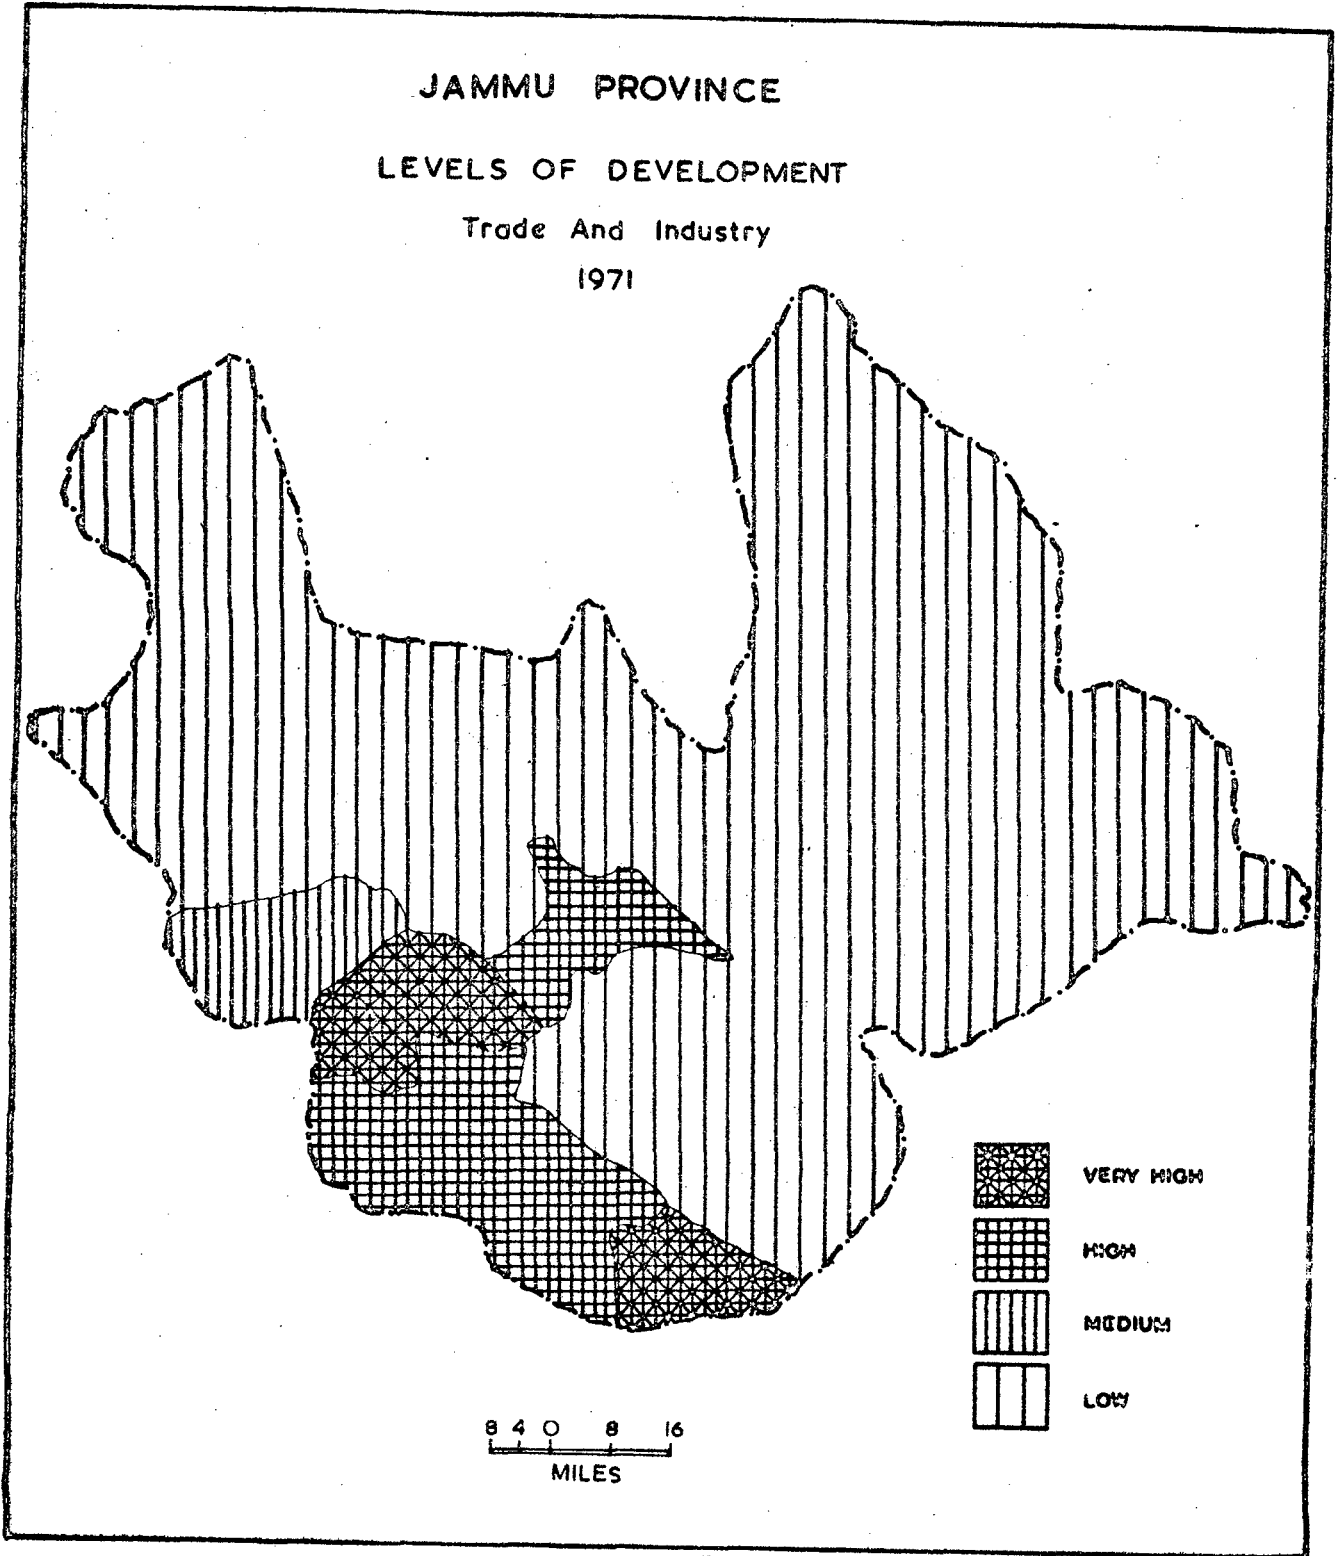 JAMMU PROVINCE
LEVELS OF DEVELOPMENT
Trade And Industry
1971
VERY HIGH
HIGH
MEDIUM
LOW
8 4 0 8 16
MILES